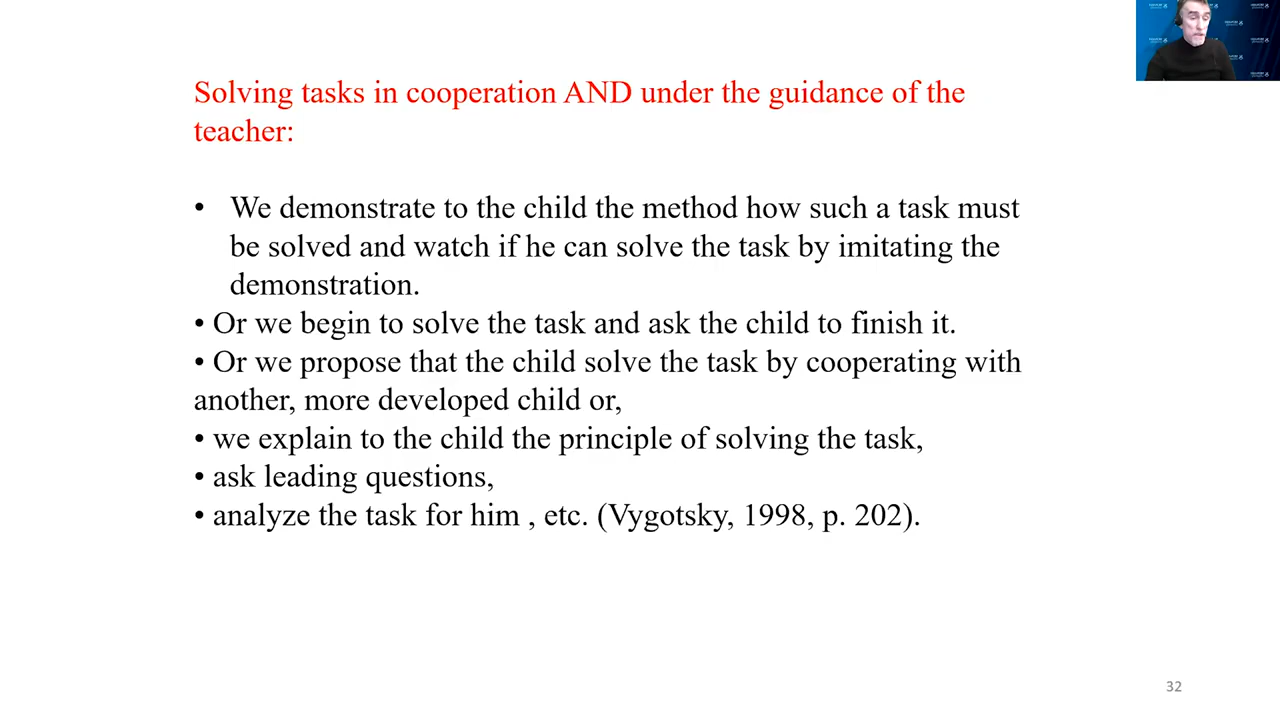 Solving tasks in cooperation AND under the guidance of the
teacher:
• We demonstrate to the child the method how such a task must
be solved and watch if he can solve the task by imitating the
demonstration.
• Or we begin to solve the task and ask the child to finish it.
• Or we propose that the child solve the task by cooperating with
another, more developed child or,
• we explain to the child the principle of solving the task,
• ask leading questions,
• analyze the task for him , etc. (Vygotsky, 1998, p. 202).
32